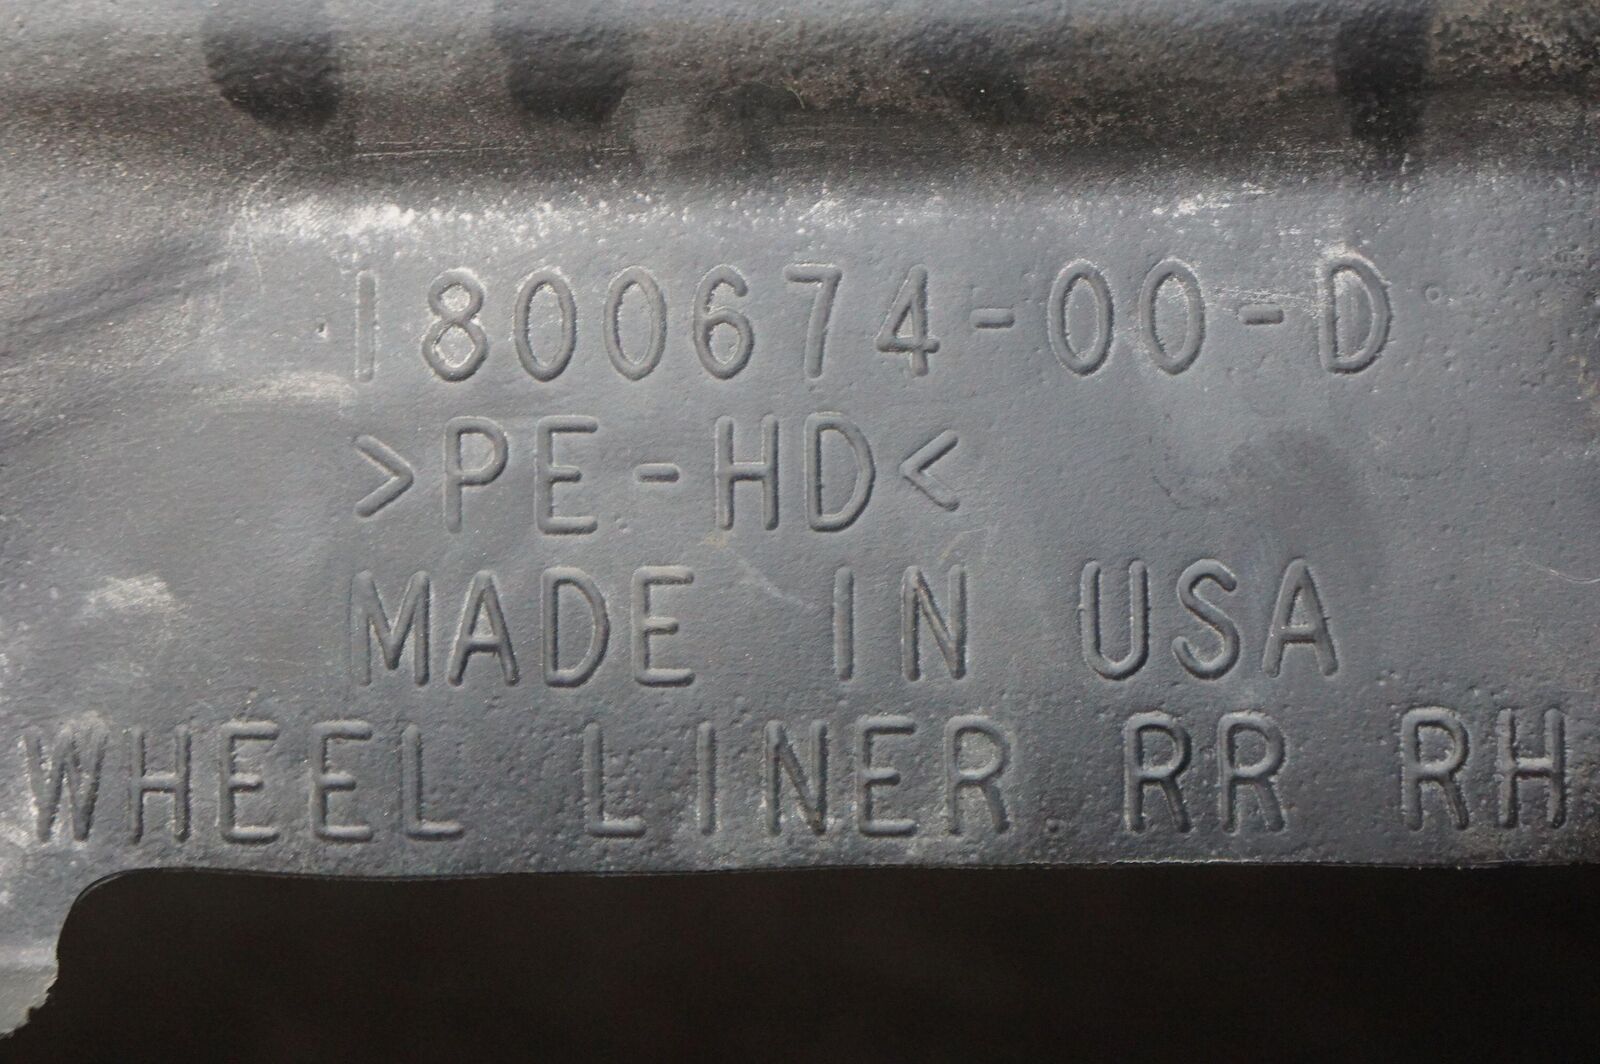 1800674-00-D
>PE-HD<
MADE IN USA
WHEEL LINER RR RH